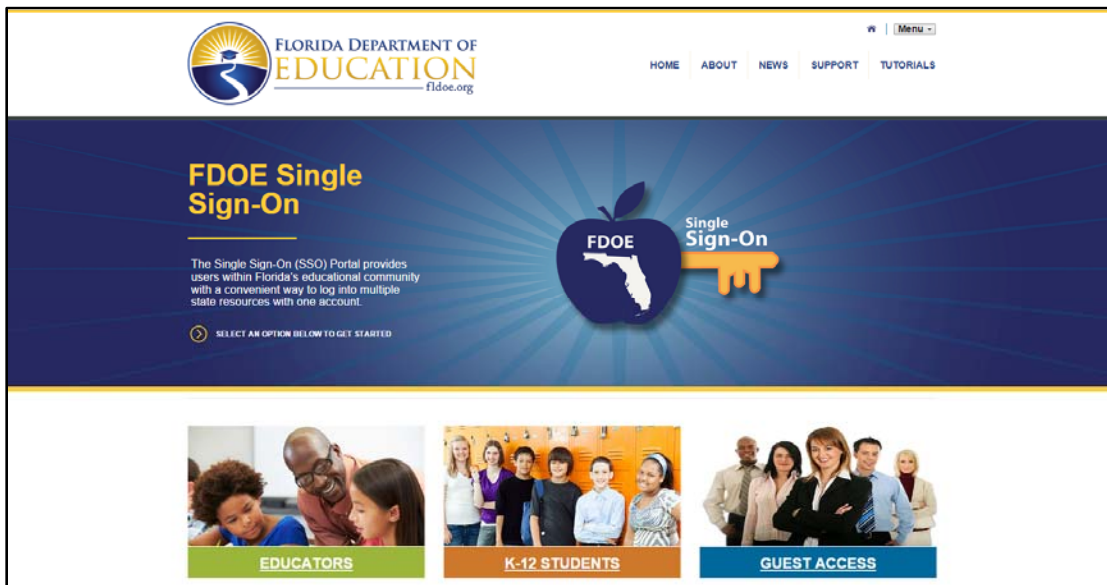 FLORIDA DEPARTMENT OF
EDUCATION
fldoe.org
Menu
HOME ABOUT NEWS SUPPORT TUTORIALS
FDOE Single
Sign-On
The Single Sign-On (SSO) Portal provides
users within Florida's educational community
with a convenient way to log into multiple
state resources with one account.
SELECT AN OPTION BELOW TO GET STARTED
FDOE
Single
Sign-On
EDUCATORS
K-12 STUDENTS
GUEST ACCESS